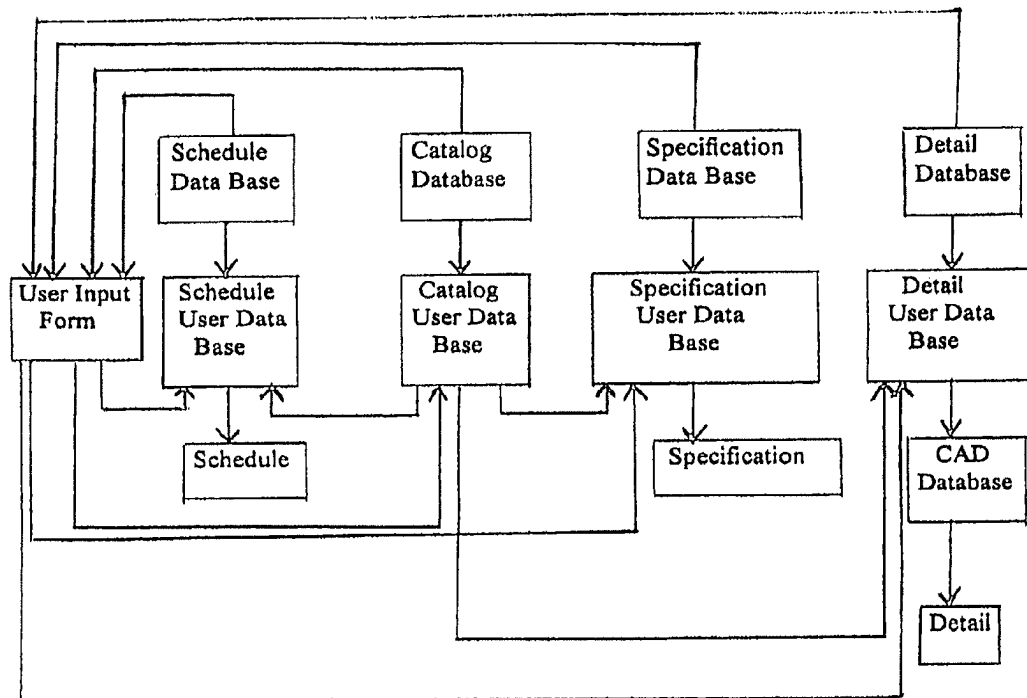 Schedule
Data Base
Catalog
Database
Specification
Data Base
Detail
Database
User Input
Form
Schedule
User Data
Base
Catalog
User Data
Base
Specification
User Data
Base
Detail
User Data
Base
Schedule
Specification
CAD
Database
Detail